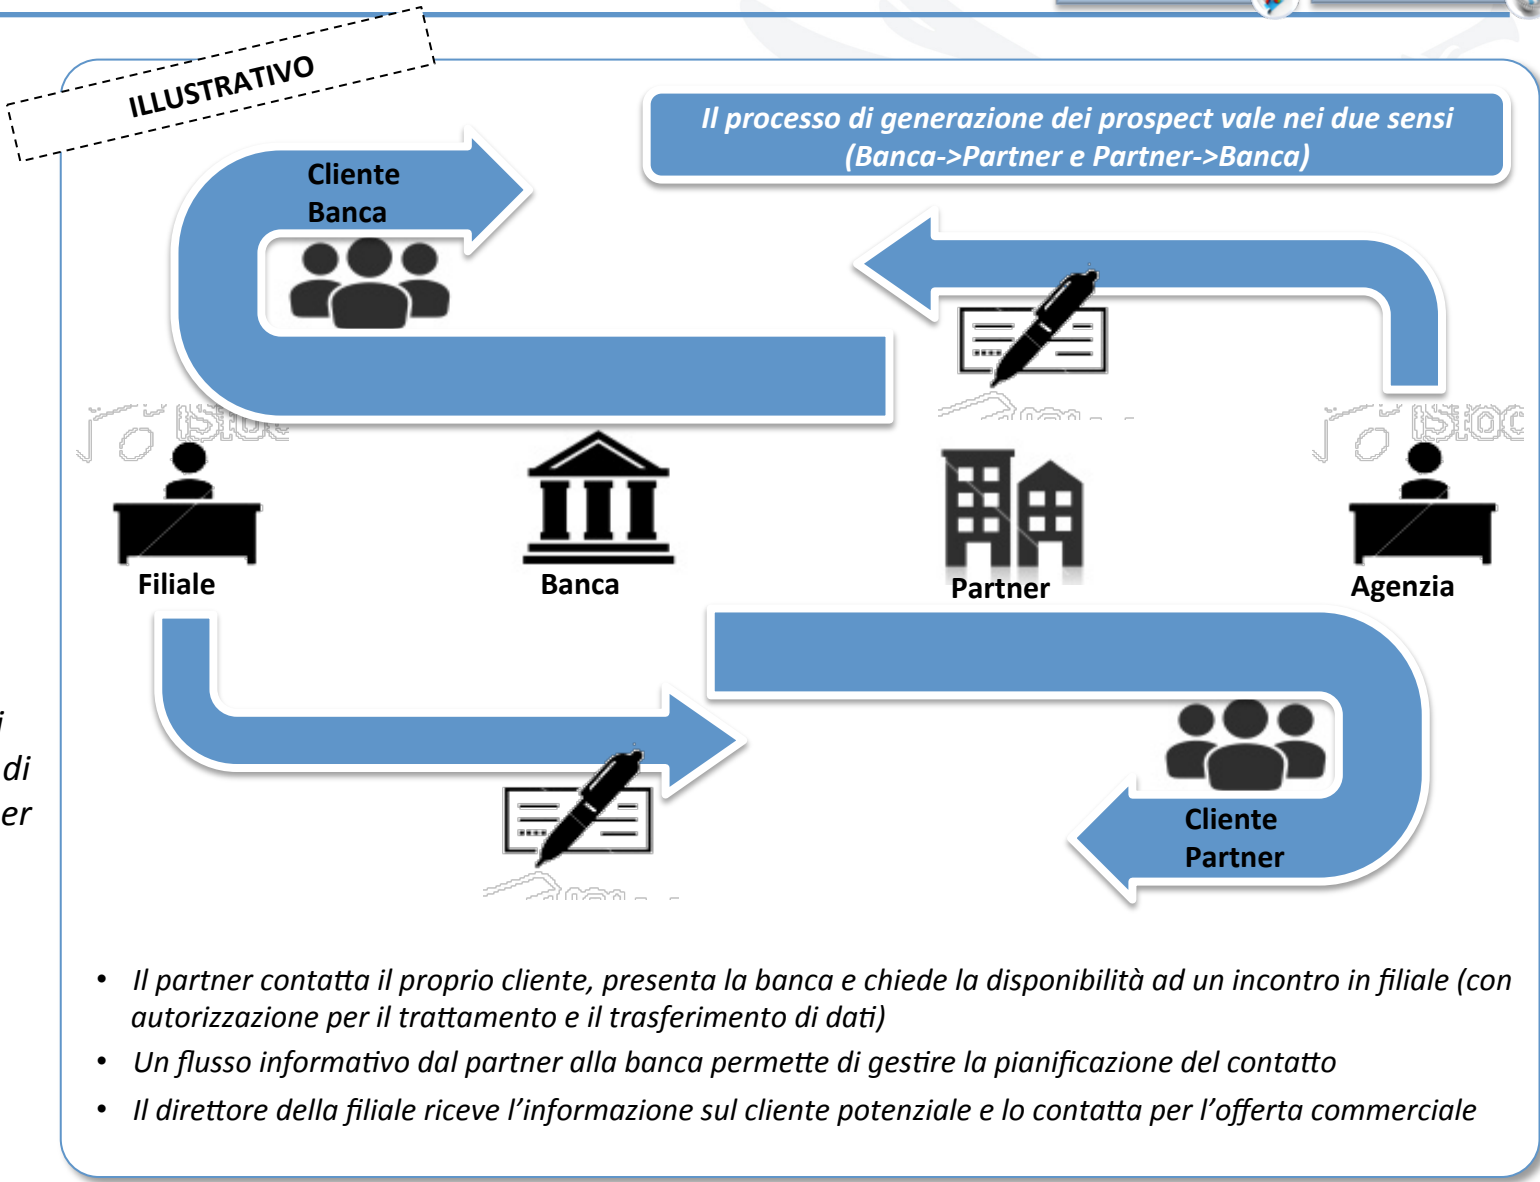 ILLUSTRATIVO
Il processo di generazione dei prospect vale nei due sensi
(Banca->Partner e Partner->Banca)
Cliente
Banca
Filiale
Banca
Partner
Agenzia
i
di
er
Cliente
Partner
• Il partner contatta il proprio cliente, presenta la banca e chiede la disponibilità ad un incontro in filiale (con
autorizzazione per il trattamento e il trasferimento di dati)
• Un flusso informativo dal partner alla banca permette di gestire la pianificazione del contatto
• Il direttore della filiale riceve l’informazione sul cliente potenziale e lo contatta per l’offerta commerciale